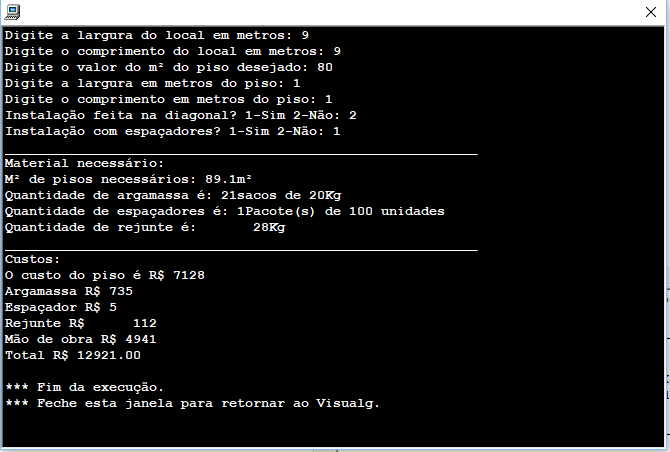 Digite a largura do local em metros: 9
Digite o comprimento do local em metros: 9
Digite o valor do m² do piso desejado: 80
Digite a largura em metros do piso: 1
Digite o comprimento em metros do piso: 1
Instalação feita na diagonal? 1-Sim 2-Não: 2
Instalação com espaçadores? 1-Sim 2-Não: 1
Material necessário:
M² de pisos necessários: 89.1m²
Quantidade de argamassa é: 21sacos de 20Kg
Quantidade de espaçadores é: 1Pacote(s) de 100 unidades
Quantidade de rejunte é: 28Kg
Custos:
O custo do piso é R$ 7128
Argamassa R$ 735
Espaçador R$ 5
Rejunte R$ 112
Mão de obra R$ 4941
Total R$ 12921.00
*** Fim da execução.
*** Feche esta janela para retornar ao Visualg.